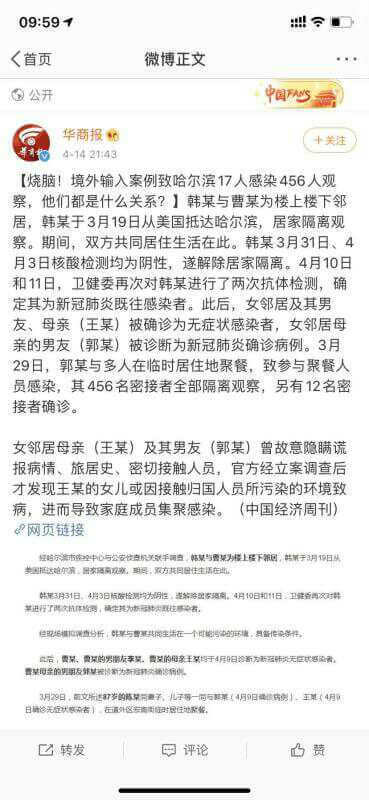 09:59
首页
微博正文
公开
中国FANS
华商报
4-14 21:43
+关注
【烧脑！境外输入案例致哈尔滨17人感染456人观
察，他们都是什么关系？】韩某与曹某为楼上楼下邻
居，韩某于3月19日从美国抵达哈尔滨，居家隔离观
察。期间，双方共同居住生活在此。韩某3月31日、4
月3日核酸检测均为阴性，遂解除居家隔离。4月10日
和11日，卫健委再次对韩某进行了两次抗体检测，确
定其为新冠肺炎既往感染者。此后，女邻居及其男
友、母亲（王某）被确诊为无症状感染者，女邻居母
亲的男友（郭某）被诊断为新冠肺炎确诊病例。3月
29日，郭某与多人在临时居住地聚餐，致参与聚餐人
员感染，其456名密接者全部隔离观察，另有12名密
接者确诊。
女邻居母亲（王某）及其男友（郭某）曾故意隐瞒谎
报病情、旅居史、密切接触人员，官方经立案调查后
才发现王某的女儿或因接触归国人员所污染的环境致
病，进而导致家庭成员集聚感染。（中国经济周刊）
网页链接
经哈尔滨市疾控中心与公安侦查机关联手调查，韩某与曹某为楼上楼下邻居，韩某于3月19日从
美国抵达哈尔滨，居家隔离观察。期间，双方共同居住生活在此。
韩某3月31日、4月3日核酸检测均为阴性，遂解除居家隔离。4月10日和11日，卫健委再次对韩
某进行了两次抗体检测，确定其为新冠肺炎既往感染者。
经现场模拟调查分析，韩某与曹某共同生活在一个可能污染的环境，具备传染条件。
此后，曹某、曹某的男朋友李某、曹某的母亲王某均于4月9日诊断为新冠肺炎无症状感染者。
曹某母亲的男朋友郭某被诊断为新冠肺炎确诊病例。
3月29日，前文所述87岁的陈某同妻子、儿子等一同与郭某（4月9日确诊病例）、王某（4月9
日确诊无症状感染者），在道外区东南街临时居住地聚餐。
转发
评论
赞